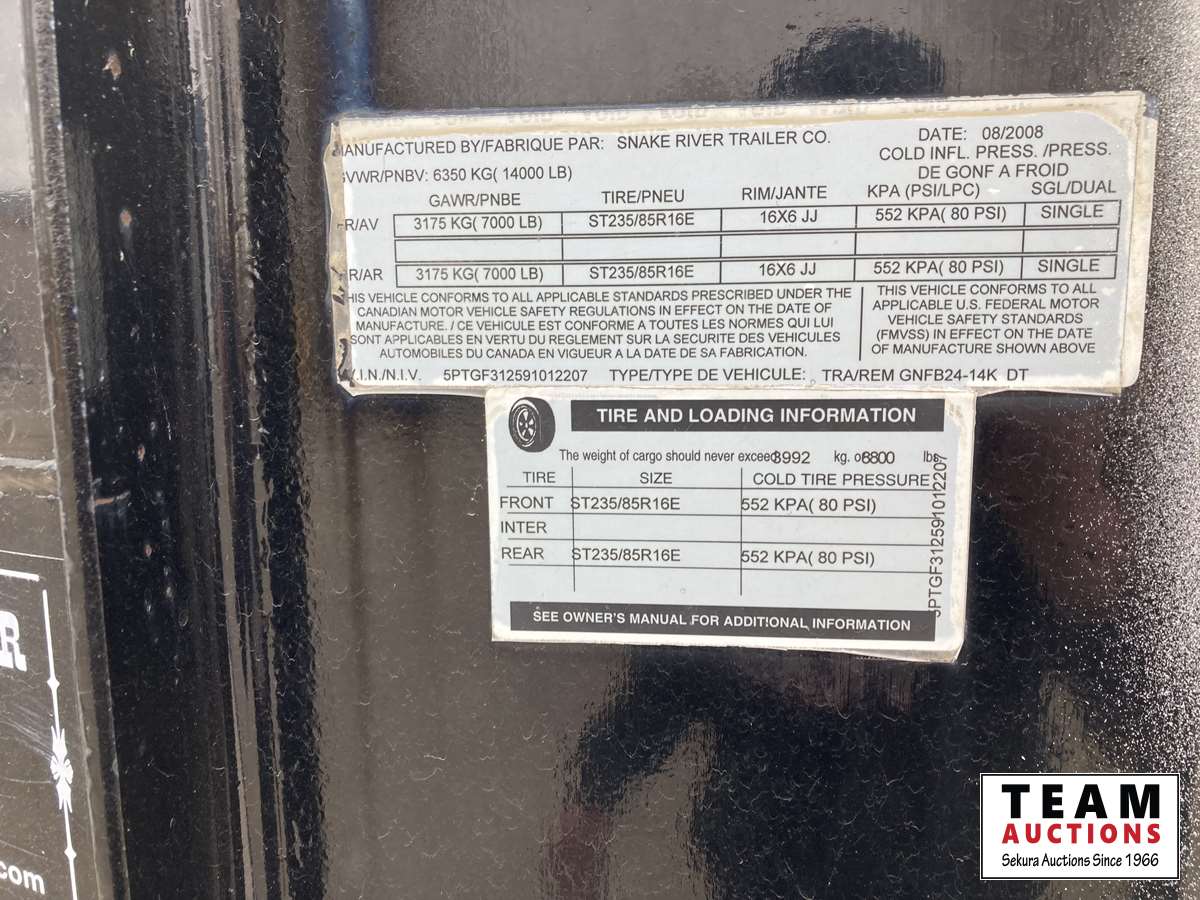 MANUFACTURED BY/FABRIQUE PAR: SNAKE RIVER TRAILER CO.
DATE: 08/2008
GVWR/PNBV: 6350 KG( 14000 LB)
COLD INFL. PRESS. /PRESS.
DE GONF A FROID
GAWR/PNBE TIRE/PNEU RIM/JANTE KPA (PSI/LPC) SGL/DUAL
FR/AV 3175 KG( 7000 LB) ST235/85R16E 16X6 JJ 552 KPA( 80 PSI) SINGLE
RR/AR 3175 KG( 7000 LB) ST235/85R16E 16X6 JJ 552 KPA( 80 PSI) SINGLE
THIS VEHICLE CONFORMS TO ALL APPLICABLE STANDARDS PRESCRIBED UNDER THE
CANADIAN MOTOR VEHICLE SAFETY REGULATIONS IN EFFECT ON THE DATE OF
MANUFACTURE. / CE VEHICULE EST CONFORME A TOUTES LES NORMES QUI LUI
SONT APPLICABLES EN VERTU DU REGLEMENT SUR LA SECURITE DES VEHICULES
AUTOMOBILES DU CANADA EN VIGUEUR A LA DATE DE SA FABRICATION.
THIS VEHICLE CONFORMS TO ALL
APPLICABLE U.S. FEDERAL MOTOR
VEHICLE SAFETY STANDARDS
(FMVSS) IN EFFECT ON THE DATE
OF MANUFACTURE SHOWN ABOVE
V.I.N./N.I.V. 5PTGF312591012207 TYPE/TYPE DE VEHICULE: TRA/REM GNFB24-14K DT
TIRE AND LOADING INFORMATION
The weight of cargo should never exceed 3992 kg. or 8800 lbs.
TIRE SIZE COLD TIRE PRESSURE
FRONT ST235/85R16E 552 KPA( 80 PSI)
INTER
REAR ST235/85R16E 552 KPA( 80 PSI)
5PTGF312591012207
SEE OWNER'S MANUAL FOR ADDITIONAL INFORMATION
R
.com
TEAM
AUCTIONS
Sekura Auctions Since 1966